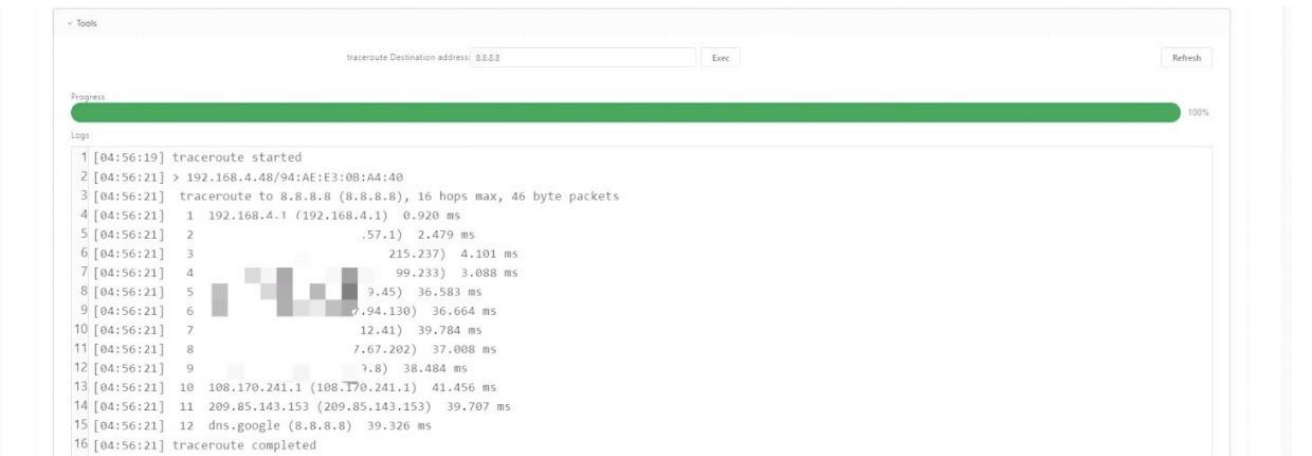 Tools
traceroute Destination address: 8.8.8.8 Exec Refresh
Progress
100%
Logs
1 [04:56:19] traceroute started
2 [04:56:21] > 192.168.4.48/94:AE:E3:0B:A4:40
3 [04:56:21] traceroute to 8.8.8.8 (8.8.8.8), 16 hops max, 46 byte packets
4 [04:56:21] 1 192.168.4.1 (192.168.4.1) 0.920 ms
5 [04:56:21] 2 .57.1) 2.479 ms
6 [04:56:21] 3 215.237) 4.101 ms
7 [04:56:21] 4 99.233) 3.088 ms
8 [04:56:21] 5 9.45) 36.583 ms
9 [04:56:21] 6 .94.130) 36.664 ms
10 [04:56:21] 7 12.41) 39.784 ms
11 [04:56:21] 8 7.67.202) 37.008 ms
12 [04:56:21] 9 9.8) 38.484 ms
13 [04:56:21] 10 108.170.241.1 (108.170.241.1) 41.456 ms
14 [04:56:21] 11 209.85.143.153 (209.85.143.153) 39.707 ms
15 [04:56:21] 12 dns.google (8.8.8.8) 39.326 ms
16 [04:56:21] traceroute completed